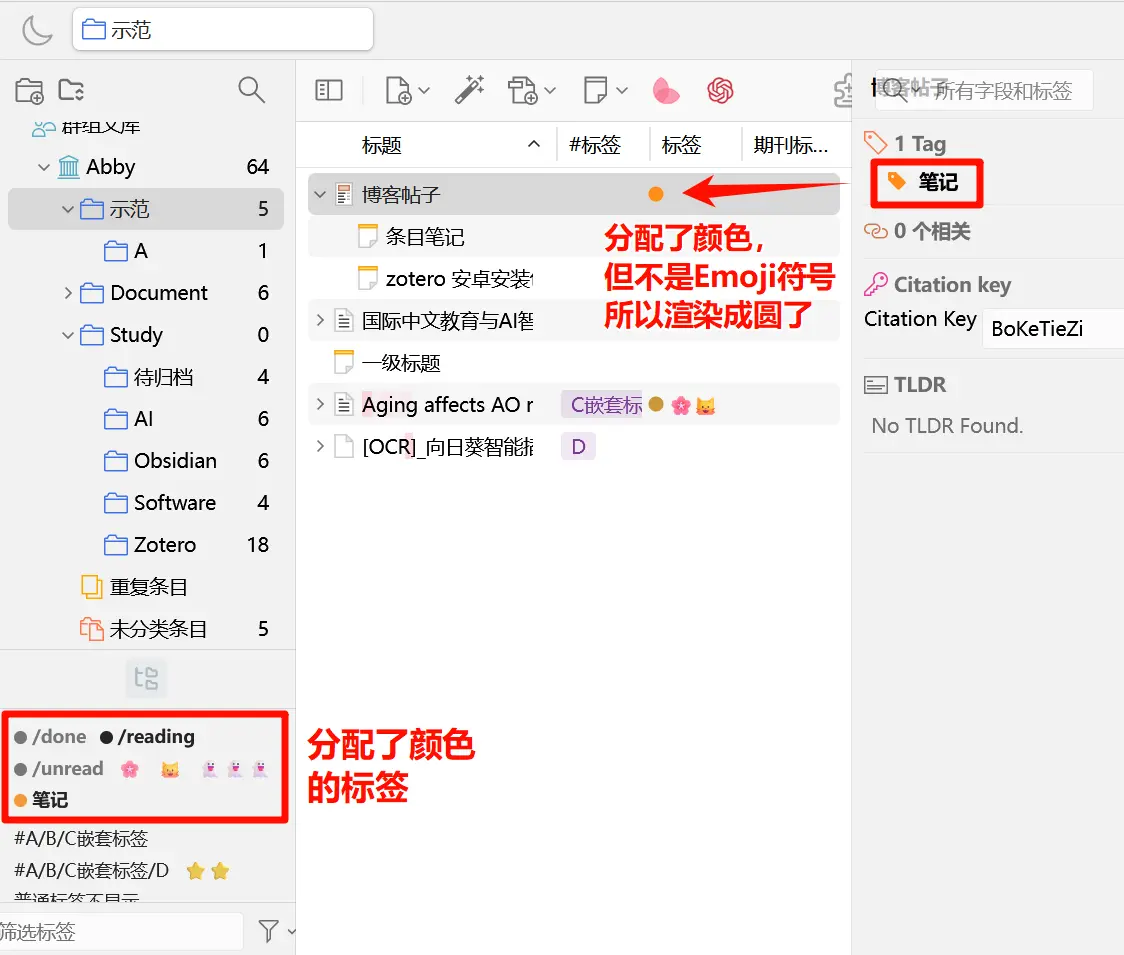 示范
群组文库
Abby 64
示范 5
A 1
Document 6
Study 0
待归档 4
AI 6
Obsidian 6
Software 4
Zotero 18
重复条目
未分类条目 5
/done /reading
/unread
笔记
#A/B/C嵌套标签
#A/B/C嵌套标签/D
普通标签不显示
筛选标签
标题 #标签 标签 期刊标...
博客帖子
条目笔记
zotero 安卓安装
国际中文教育与AI智
一级标题
Aging affects AO r C嵌套标
[OCR]_向日葵智能抠 D
分配了颜色，
但不是Emoji符号
所以渲染成圆了
分配了颜色
的标签
博客帖子
所有字段和标签
1 Tag
笔记
0 个相关
Citation key
Citation Key BoKeTieZi
TLDR
No TLDR Found.